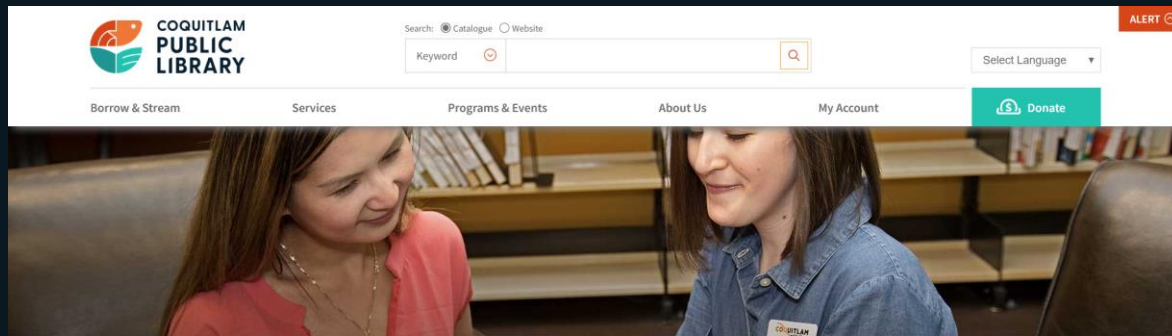 COQUITLAM
PUBLIC
LIBRARY
Search: Catalogue Website
Keyword
ALERT
Select Language
Borrow & Stream Services Programs & Events About Us My Account Donate
COQUITLAM